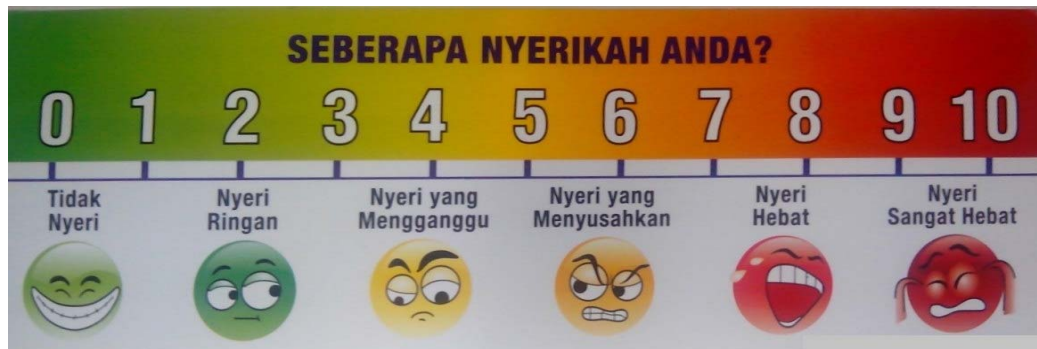 SEBERAPA NYERIKAH ANDA?
0 1 2 3 4 5 6 7 8 9 10
Tidak
Nyeri
Nyeri
Ringan
Nyeri yang
Mengganggu
Nyeri yang
Menyusahkan
Nyeri
Hebat
Nyeri
Sangat Hebat